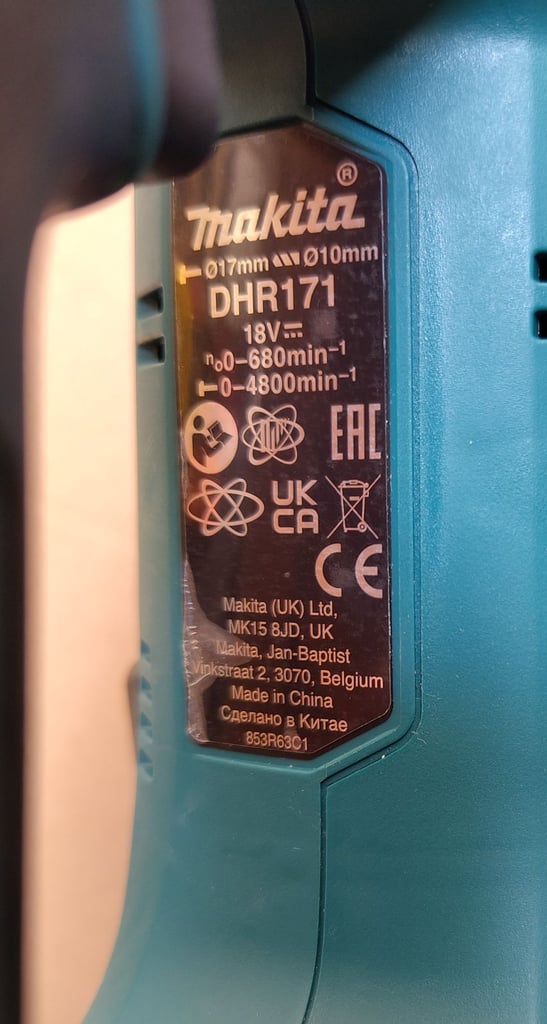 makita®
Ø17mm Ø10mm
DHR171
18V
n₀0-680min⁻¹
0-4800min⁻¹
EAC
UK
CA
CE
Makita (UK) Ltd,
MK15 8JD, UK
Makita, Jan-Baptist
Vinkstraat 2, 3070, Belgium
Made in China
Сделано в Китае
853R63C1